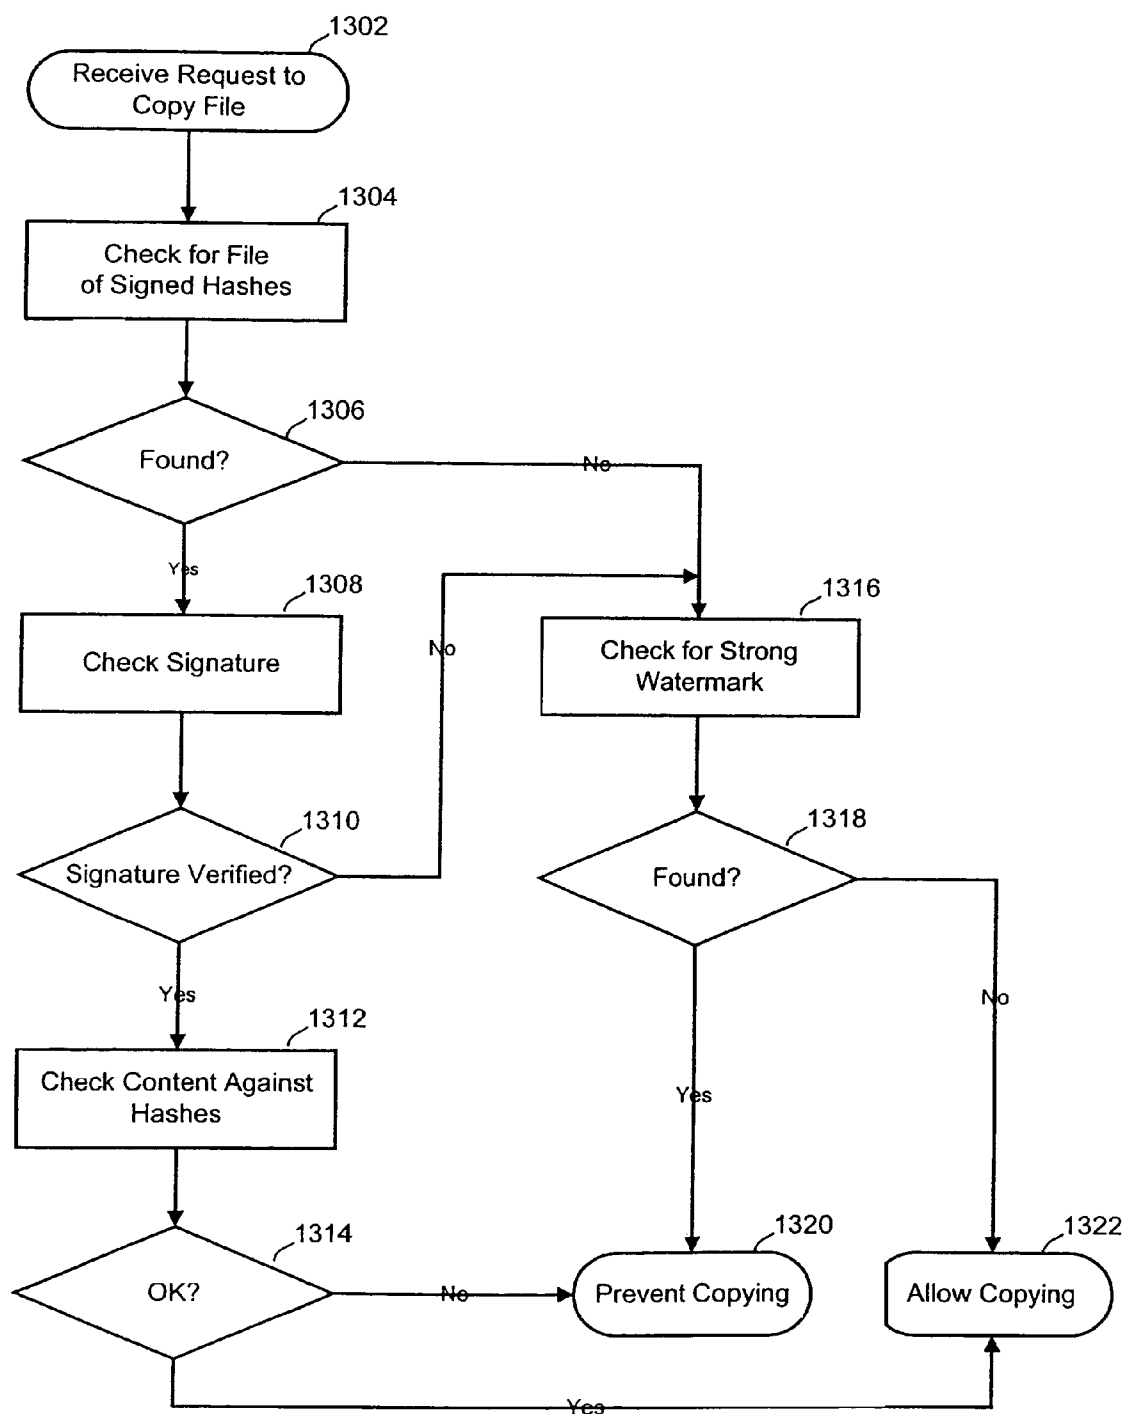 1302
Receive Request to
Copy File
1304
Check for File
of Signed Hashes
1306
Found?
No
Yes
1308
Check Signature
No
1316
Check for Strong
Watermark
1310
Signature Verified?
1318
Found?
Yes
No
1312
Check Content Against
Hashes
Yes
1314
OK?
No
1320
Prevent Copying
1322
Allow Copying
Yes